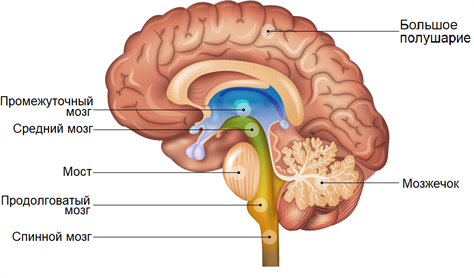 Большое
полушарие
Промежуточный
мозг
Средний мозг
Мост
Мозжечок
Продолговатый
мозг
Спинной мозг